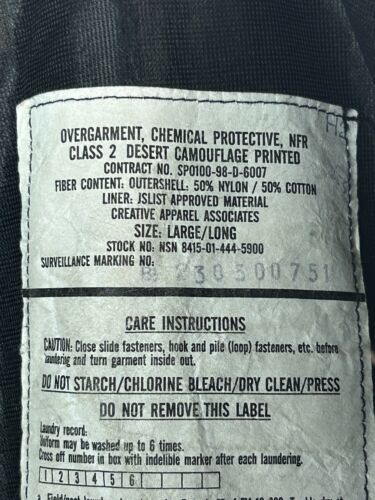 OVERGARMENT, CHEMICAL PROTECTIVE, NFR
CLASS 2 DESERT CAMOUFLAGE PRINTED
CONTRACT NO. SPO100-98-D-6007
FIBER CONTENT: OUTERSHELL: 50% NYLON / 50% COTTON
LINER: JSLIST APPROVED MATERIAL
CREATIVE APPAREL ASSOCIATES
SIZE: LARGE/LONG
STOCK NO: NSN 8415-01-444-5900
SURVEILLANCE MARKING NO:
230300751
CARE INSTRUCTIONS
CAUTION: Close slide fasteners, hook and pile (loop) fasteners, etc. before
laundering and turn garment inside out.
DO NOT STARCH/CHLORINE BLEACH/DRY CLEAN/PRESS
DO NOT REMOVE THIS LABEL
Laundry record:
Uniform may be washed up to 6 times.
Cross off number in box with indelible marker after each laundering.
1 2 3 4 5 6